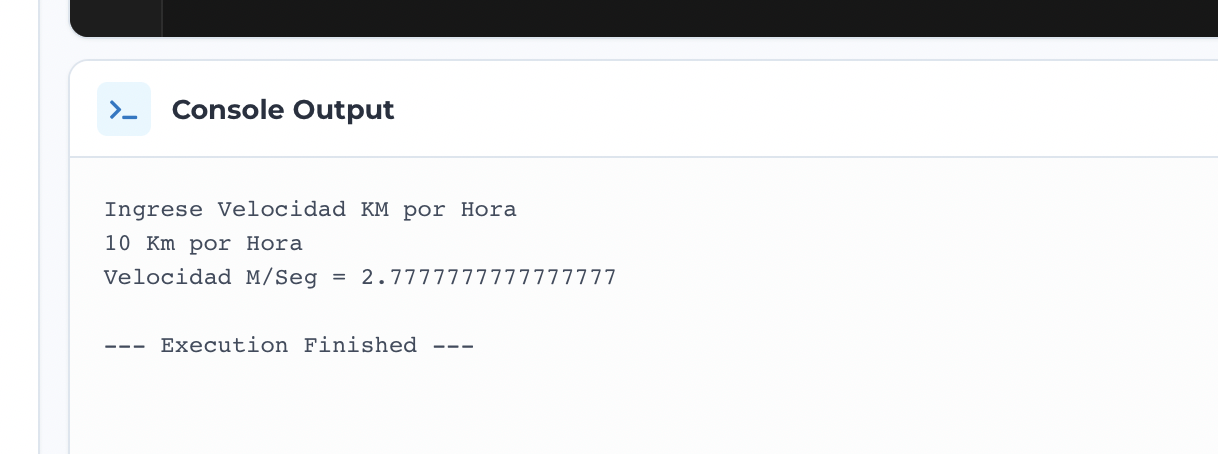 Console Output
Ingrese Velocidad KM por Hora
10 Km por Hora
Velocidad M/Seg = 2.7777777777777777
--- Execution Finished ---